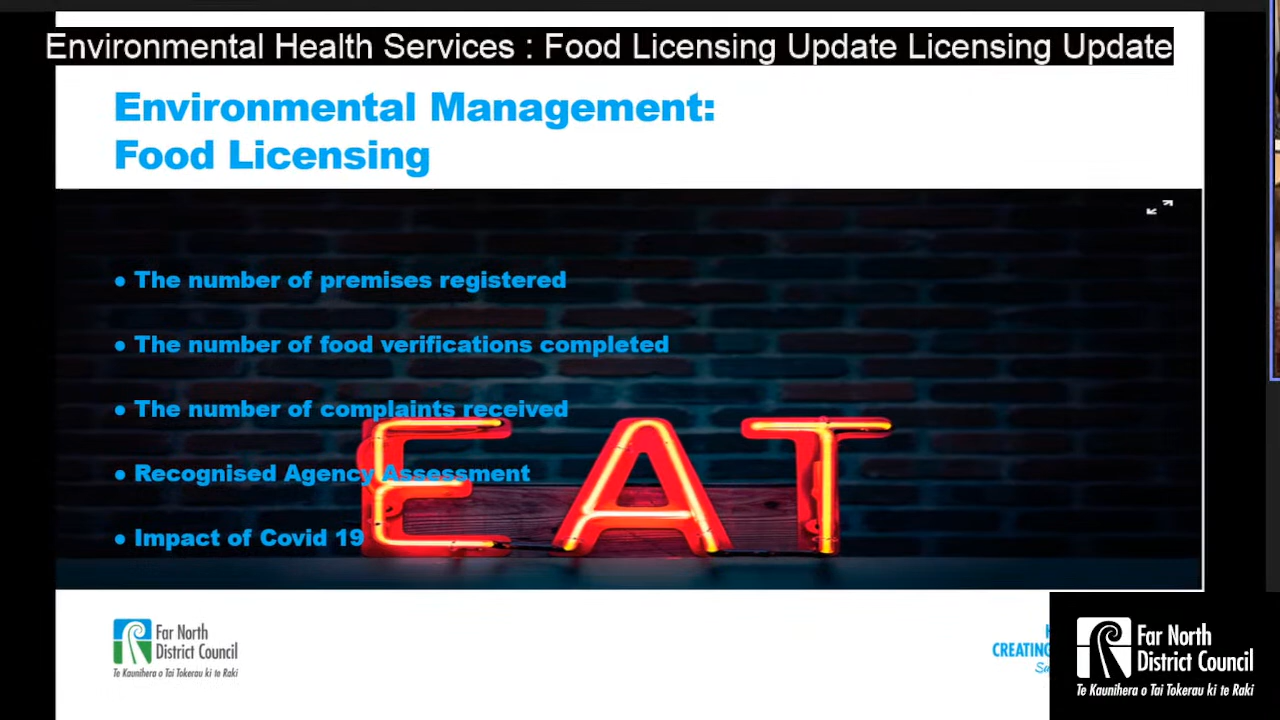 Environmental Health Services : Food Licensing Update Licensing Update
Environmental Management:
Food Licensing
● The number of premises registered
● The number of food verifications completed
● The number of complaints received
● Recognised Agency Assessment
● Impact of Covid 19
EAT
Far North
District Council
Te Kaunihera o Tai Tokerau ki te Raki
CREATING
Far North
District Council
Te Kaunihera o Tai Tokerau ki te Raki